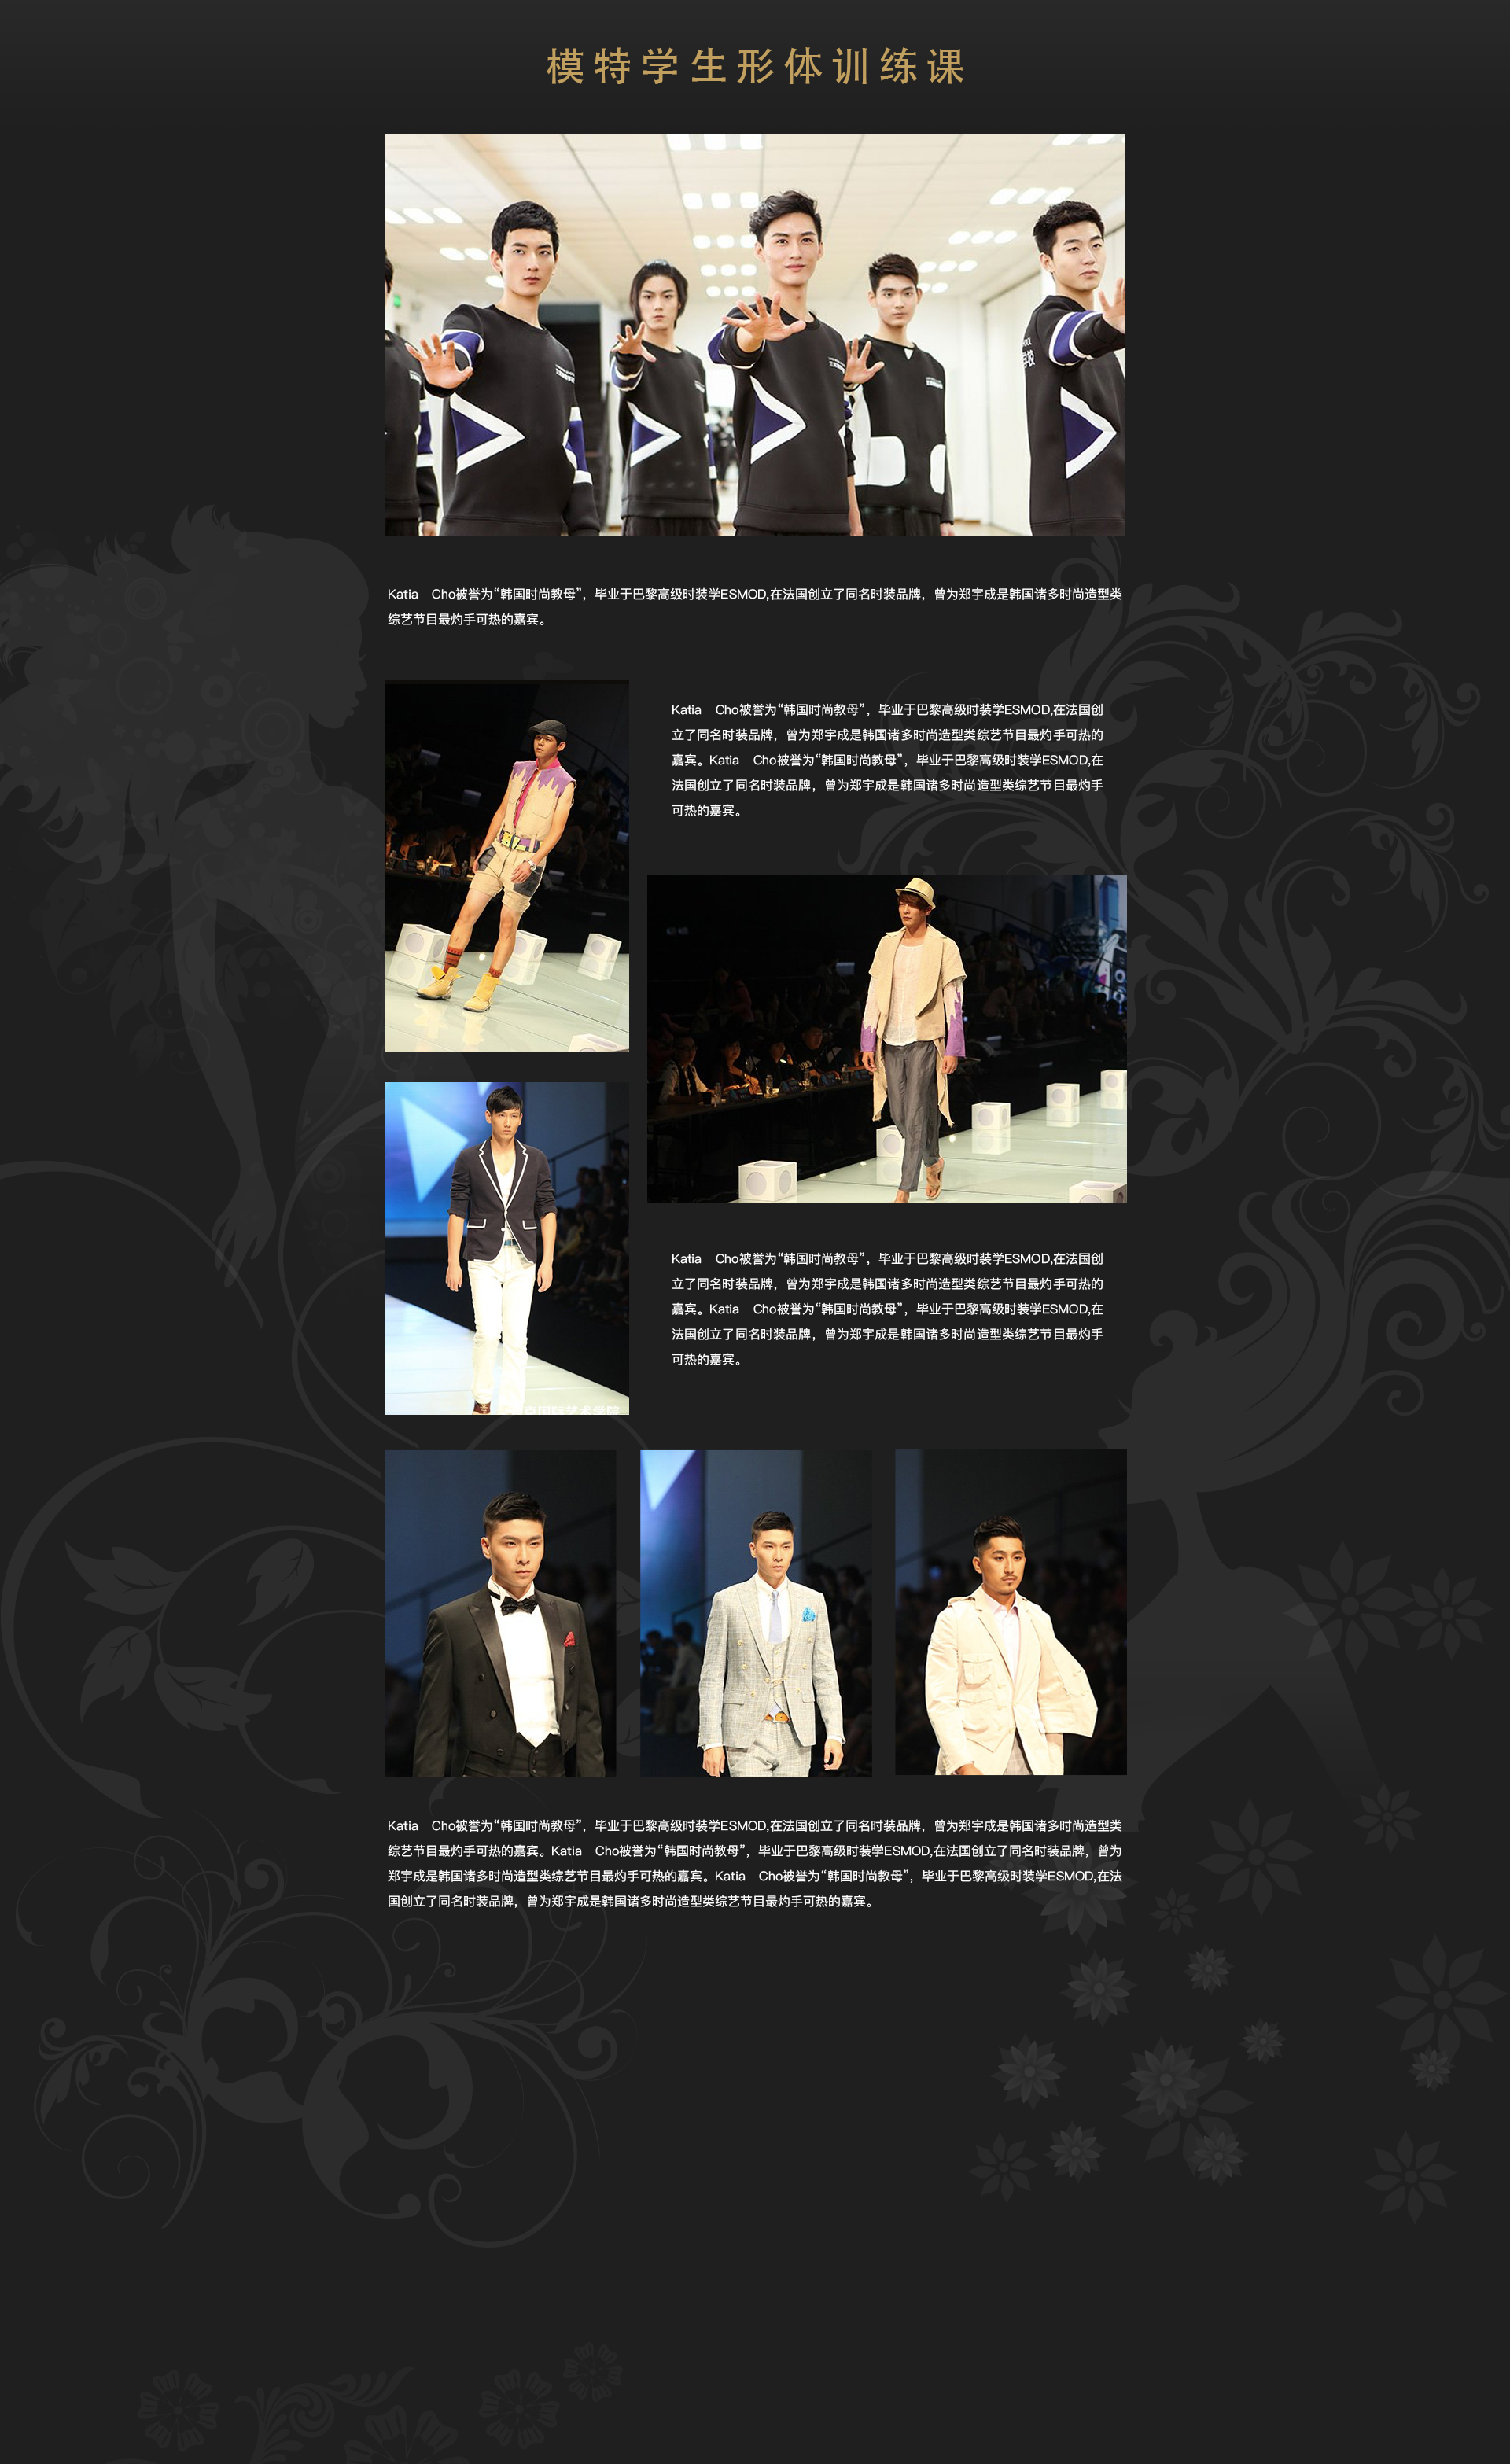 模特学生形体训练课
Katia　Cho被誉为“韩国时尚教母”，毕业于巴黎高级时装学ESMOD,在法国创立了同名时装品牌，曾为郑宇成是韩国诸多时尚造型类
综艺节目最灼手可热的嘉宾。
Katia　Cho被誉为“韩国时尚教母”，毕业于巴黎高级时装学ESMOD,在法国创
立了同名时装品牌，曾为郑宇成是韩国诸多时尚造型类综艺节目最灼手可热的
嘉宾。Katia　Cho被誉为“韩国时尚教母”，毕业于巴黎高级时装学ESMOD,在
法国创立了同名时装品牌，曾为郑宇成是韩国诸多时尚造型类综艺节目最灼手
可热的嘉宾。
Katia　Cho被誉为“韩国时尚教母”，毕业于巴黎高级时装学ESMOD,在法国创
立了同名时装品牌，曾为郑宇成是韩国诸多时尚造型类综艺节目最灼手可热的
嘉宾。Katia　Cho被誉为“韩国时尚教母”，毕业于巴黎高级时装学ESMOD,在
法国创立了同名时装品牌，曾为郑宇成是韩国诸多时尚造型类综艺节目最灼手
可热的嘉宾。
国际艺术学院
Katia　Cho被誉为“韩国时尚教母”，毕业于巴黎高级时装学ESMOD,在法国创立了同名时装品牌，曾为郑宇成是韩国诸多时尚造型类
综艺节目最灼手可热的嘉宾。Katia　Cho被誉为“韩国时尚教母”，毕业于巴黎高级时装学ESMOD,在法国创立了同名时装品牌，曾为
郑宇成是韩国诸多时尚造型类综艺节目最灼手可热的嘉宾。Katia　Cho被誉为“韩国时尚教母”，毕业于巴黎高级时装学ESMOD,在法
国创立了同名时装品牌，曾为郑宇成是韩国诸多时尚造型类综艺节目最灼手可热的嘉宾。